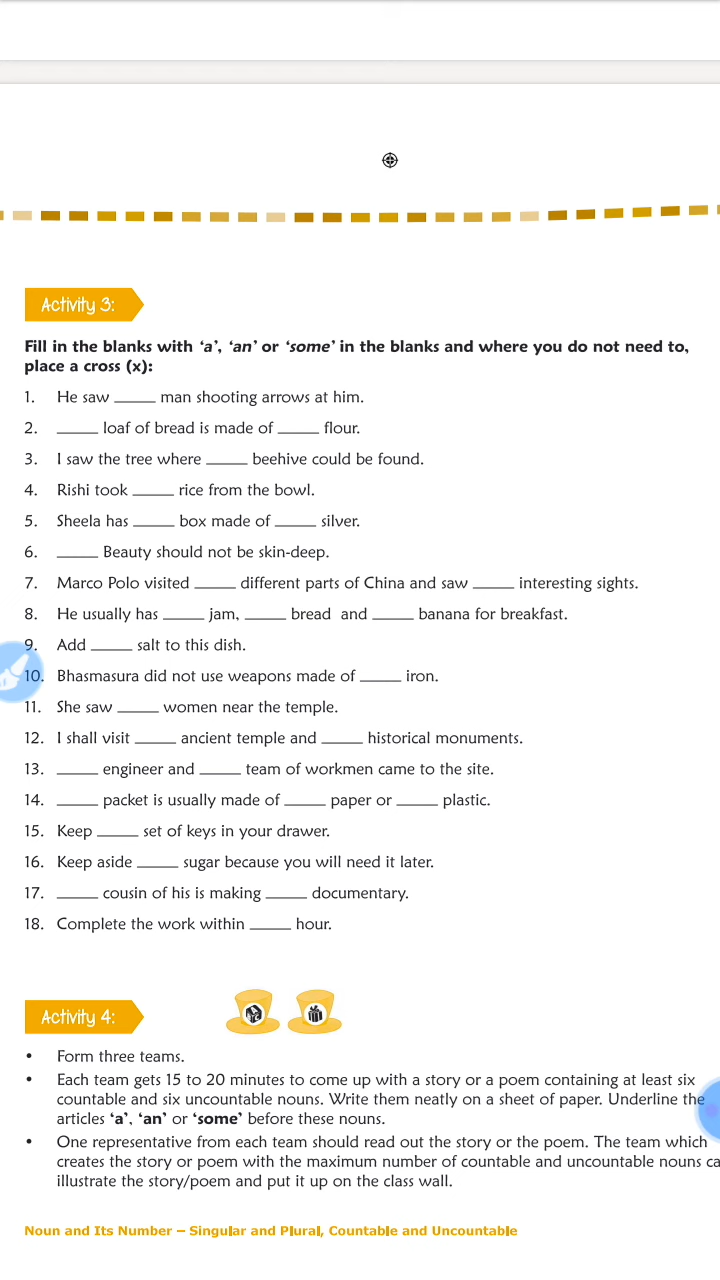 Activity 3:
Fill in the blanks with ‘a’, ‘an’ or ‘some’ in the blanks and where you do not need to,
place a cross (x):
1. He saw _____ man shooting arrows at him.
2. _____ loaf of bread is made of _____ flour.
3. I saw the tree where _____ beehive could be found.
4. Rishi took _____ rice from the bowl.
5. Sheela has _____ box made of _____ silver.
6. _____ Beauty should not be skin-deep.
7. Marco Polo visited _____ different parts of China and saw _____ interesting sights.
8. He usually has _____ jam, _____ bread and _____ banana for breakfast.
9. Add _____ salt to this dish.
10. Bhasmasura did not use weapons made of _____ iron.
11. She saw _____ women near the temple.
12. I shall visit _____ ancient temple and _____ historical monuments.
13. _____ engineer and _____ team of workmen came to the site.
14. _____ packet is usually made of _____ paper or _____ plastic.
15. Keep _____ set of keys in your drawer.
16. Keep aside _____ sugar because you will need it later.
17. _____ cousin of his is making _____ documentary.
18. Complete the work within _____ hour.
Activity 4:
• Form three teams.
• Each team gets 15 to 20 minutes to come up with a story or a poem containing at least six
countable and six uncountable nouns. Write them neatly on a sheet of paper. Underline the
articles ‘a’, ‘an’ or ‘some’ before these nouns.
• One representative from each team should read out the story or the poem. The team which
creates the story or poem with the maximum number of countable and uncountable nouns ca
illustrate the story/poem and put it up on the class wall.
Noun and Its Number – Singular and Plural, Countable and Uncountable